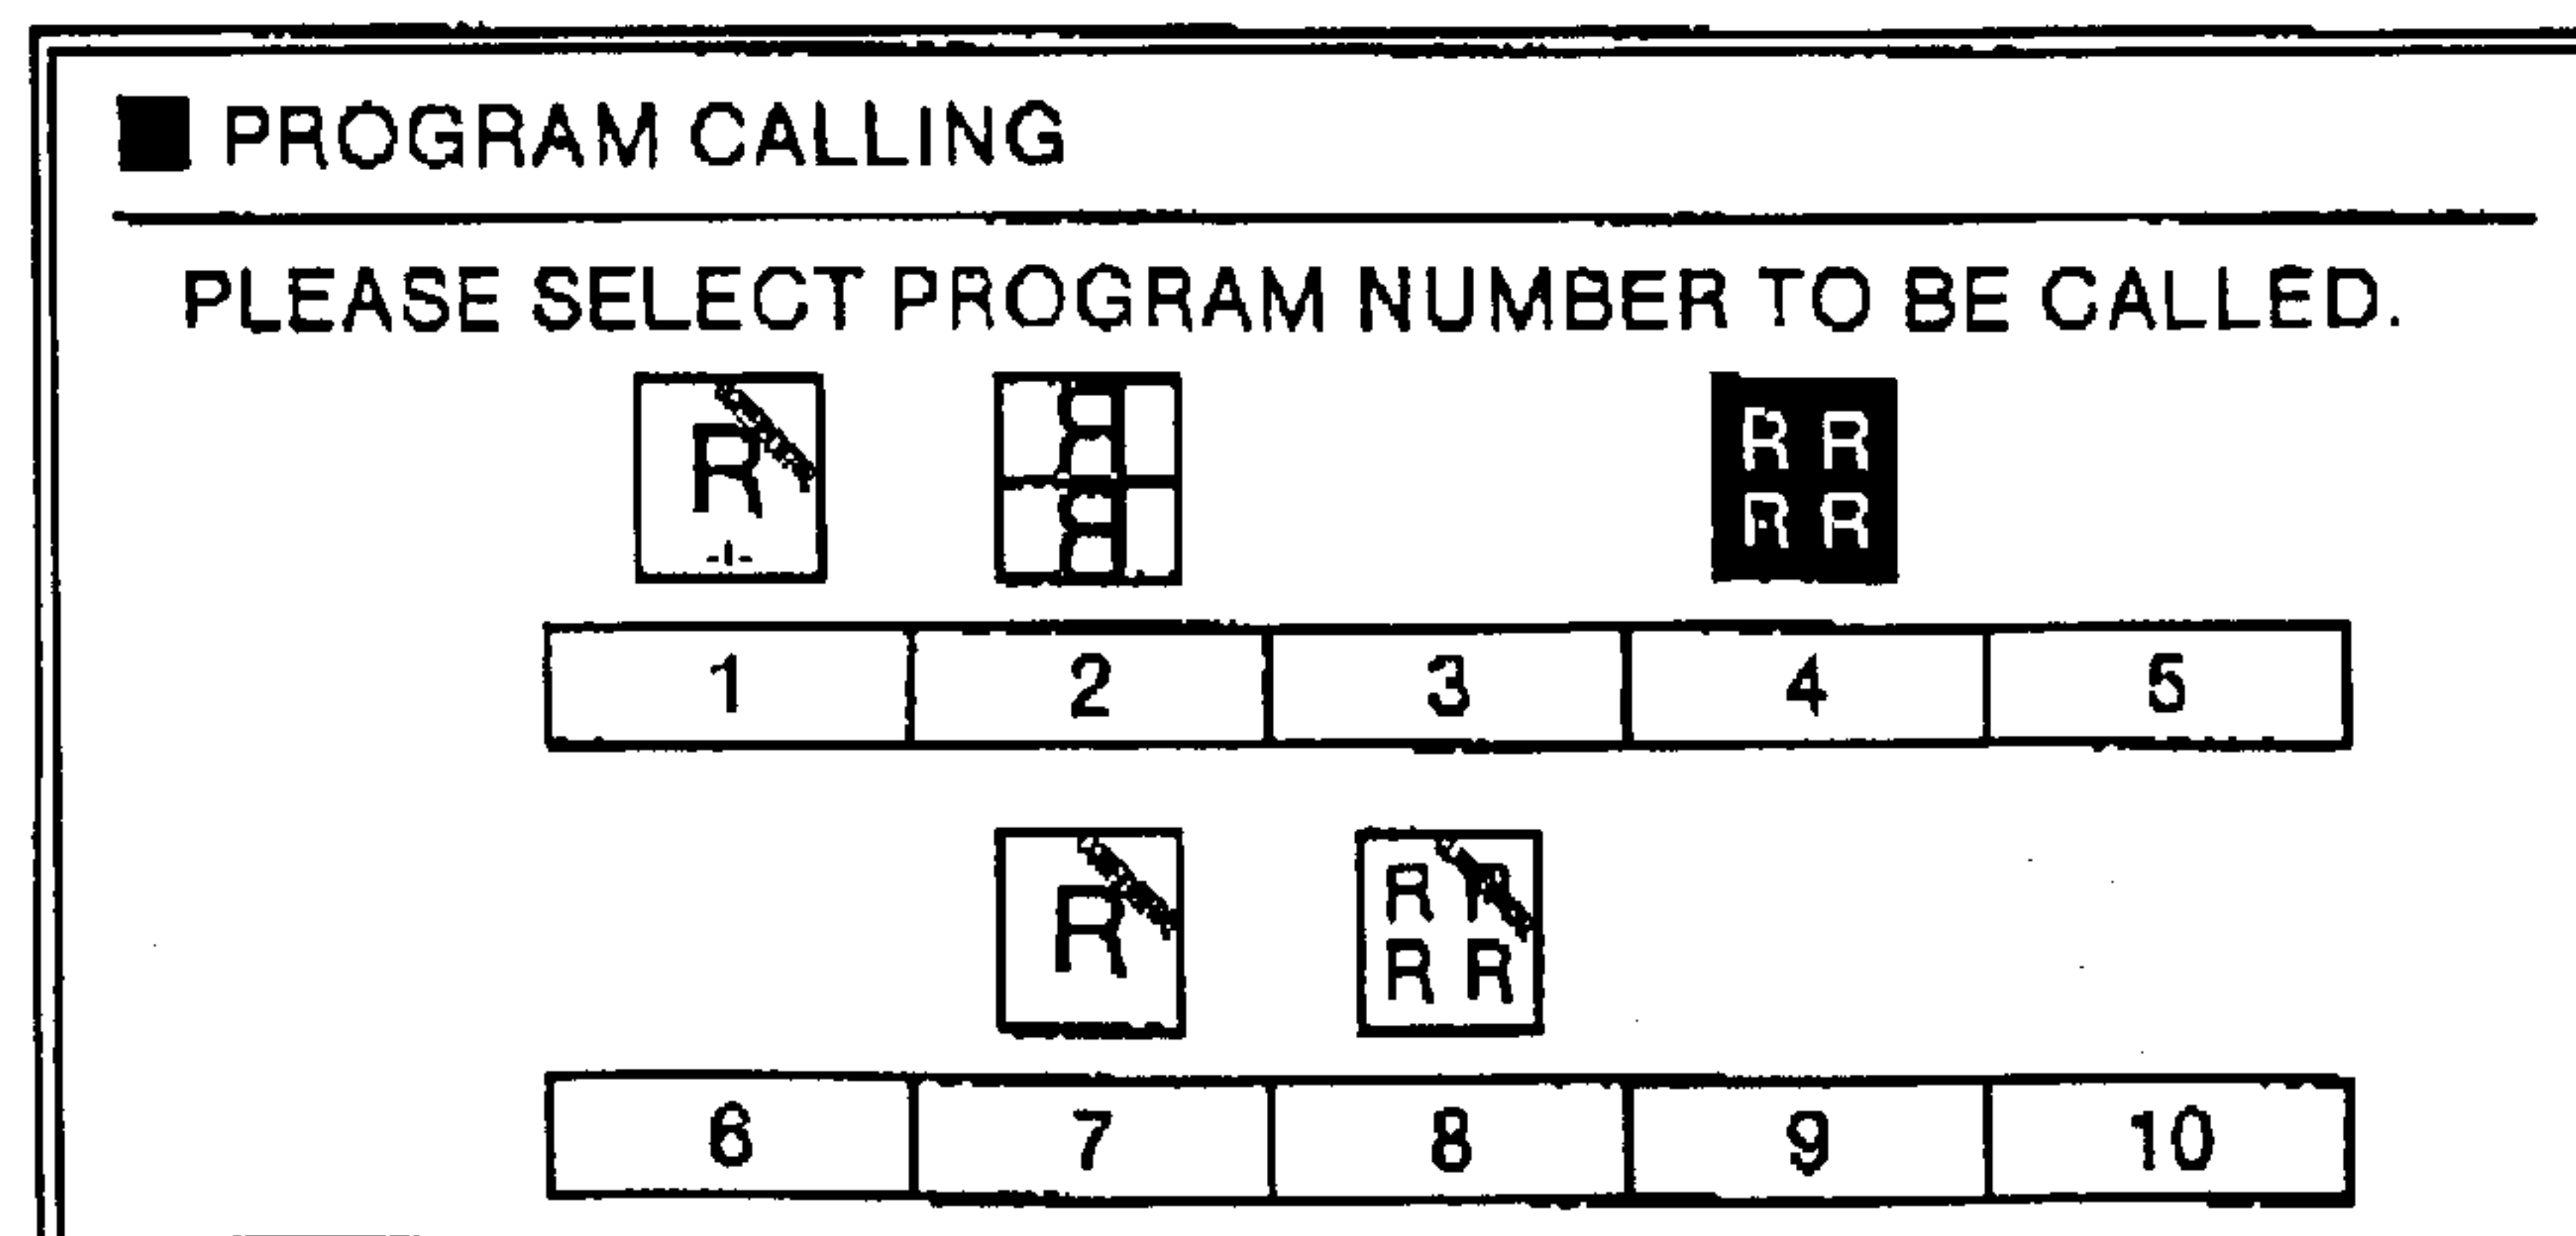 ■ PROGRAM CALLING
PLEASE SELECT PROGRAM NUMBER TO BE CALLED.
R R R R R R R
1 2 3 4 5
R R R R R
6 7 8 9 10